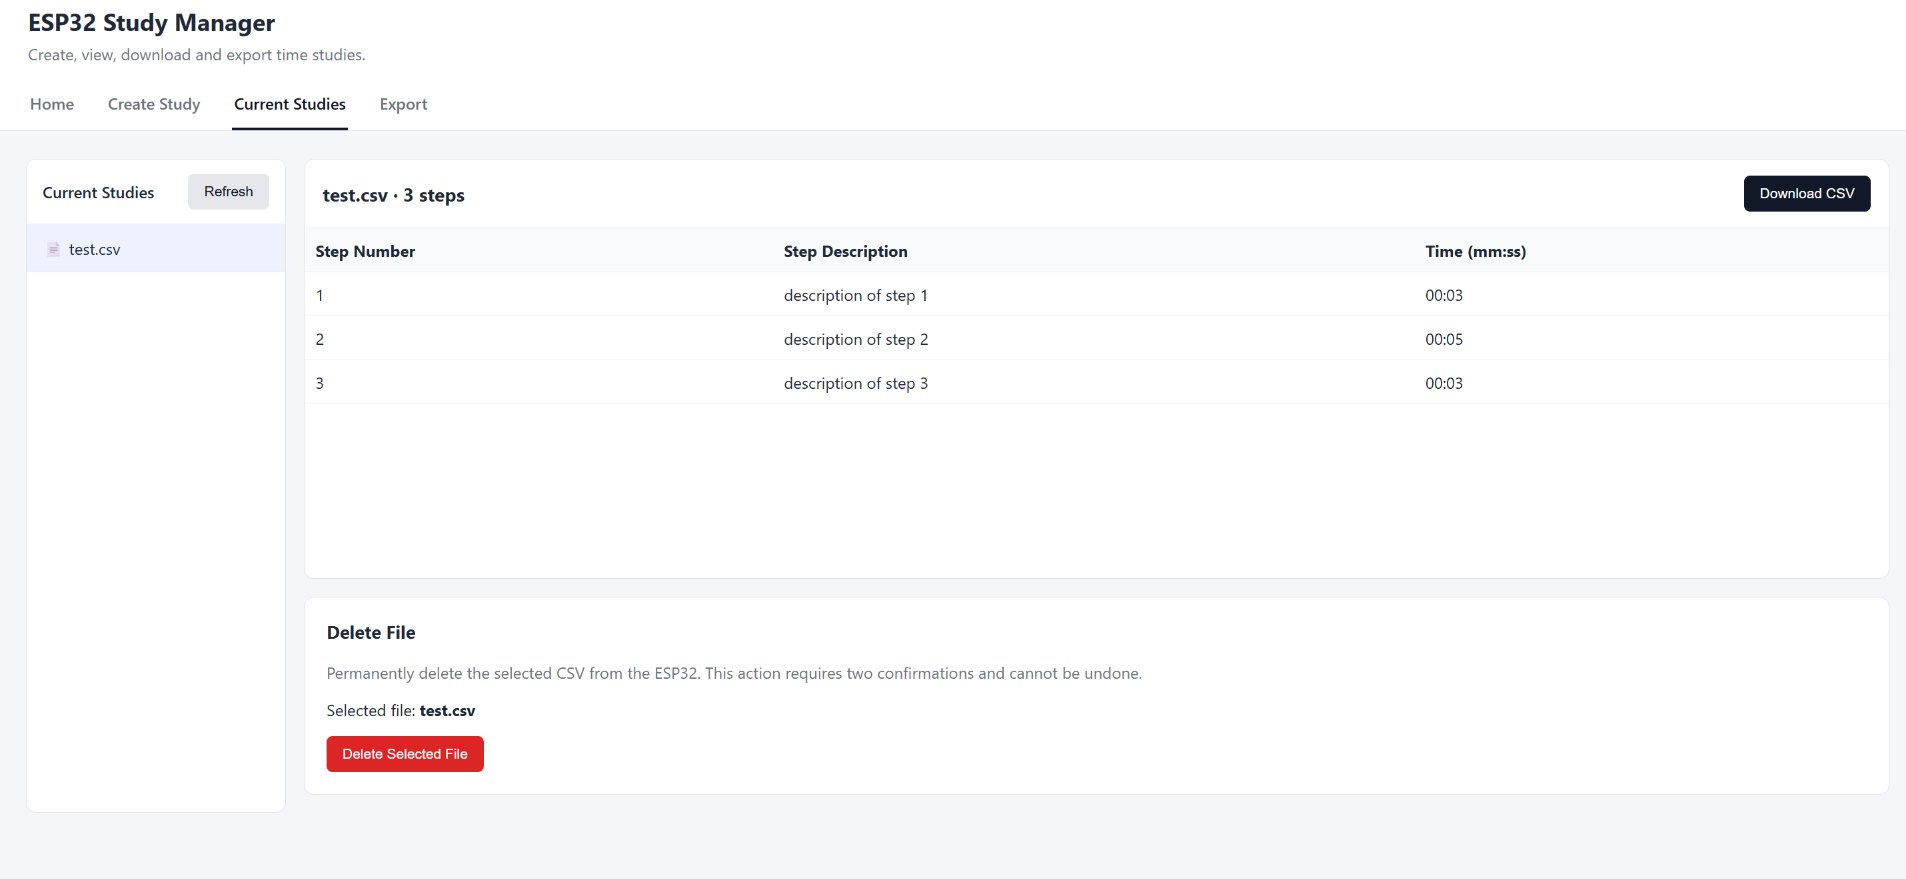 ESP32 Study Manager
Create, view, download and export time studies.
Home Create Study Current Studies Export
Current Studies Refresh
test.csv
test.csv · 3 steps Download CSV
Step Number Step Description Time (mm:ss)
1 description of step 1 00:03
2 description of step 2 00:05
3 description of step 3 00:03
Delete File
Permanently delete the selected CSV from the ESP32. This action requires two confirmations and cannot be undone.
Selected file: test.csv
Delete Selected File